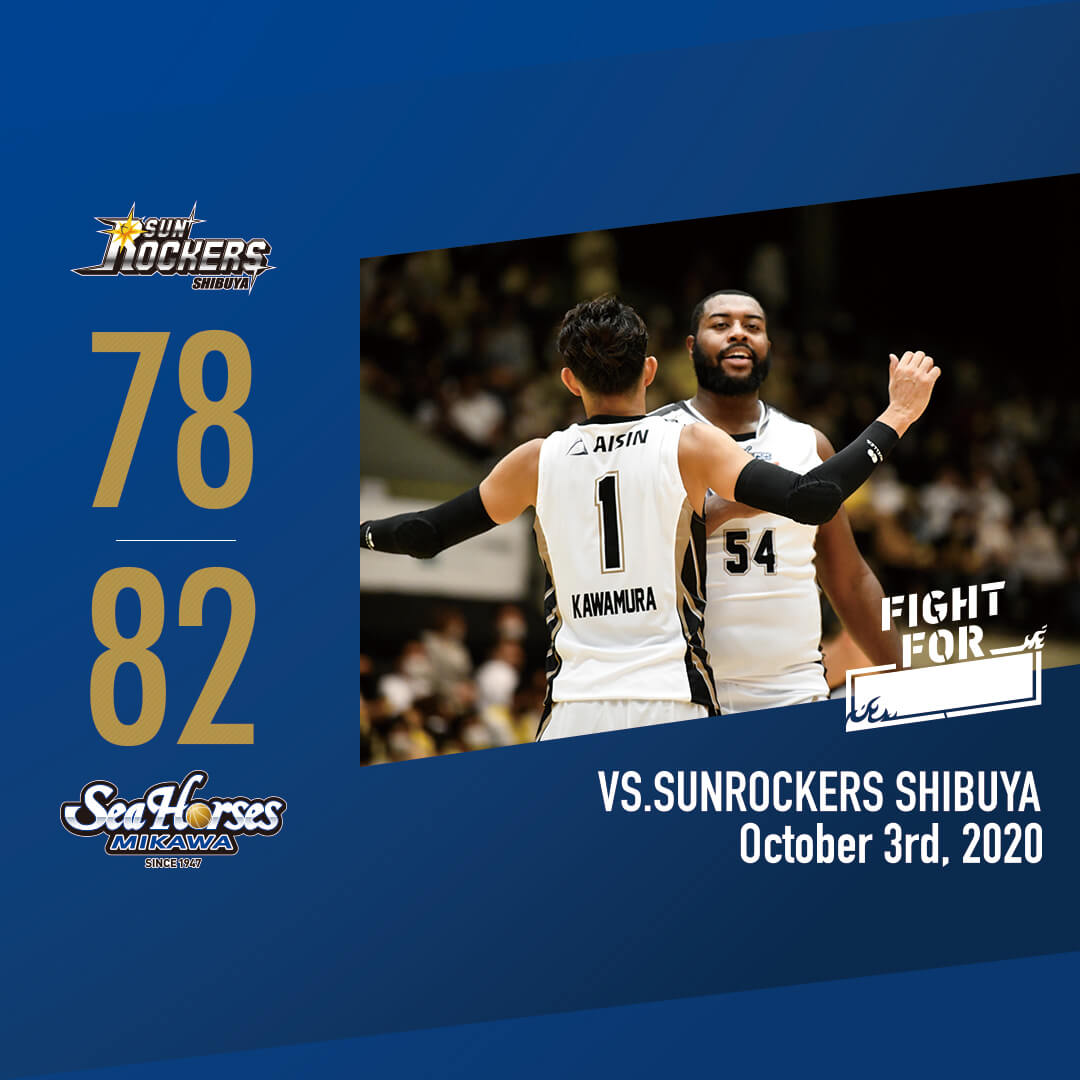 SUN
ROCKERS
SHIBUYA
78
82
SeaHorses
MIKAWA
SINCE 1947
AISIN
1
KAWAMURA
54
FIGHT
FOR
VS.SUNROCKERS SHIBUYA
October 3rd, 2020